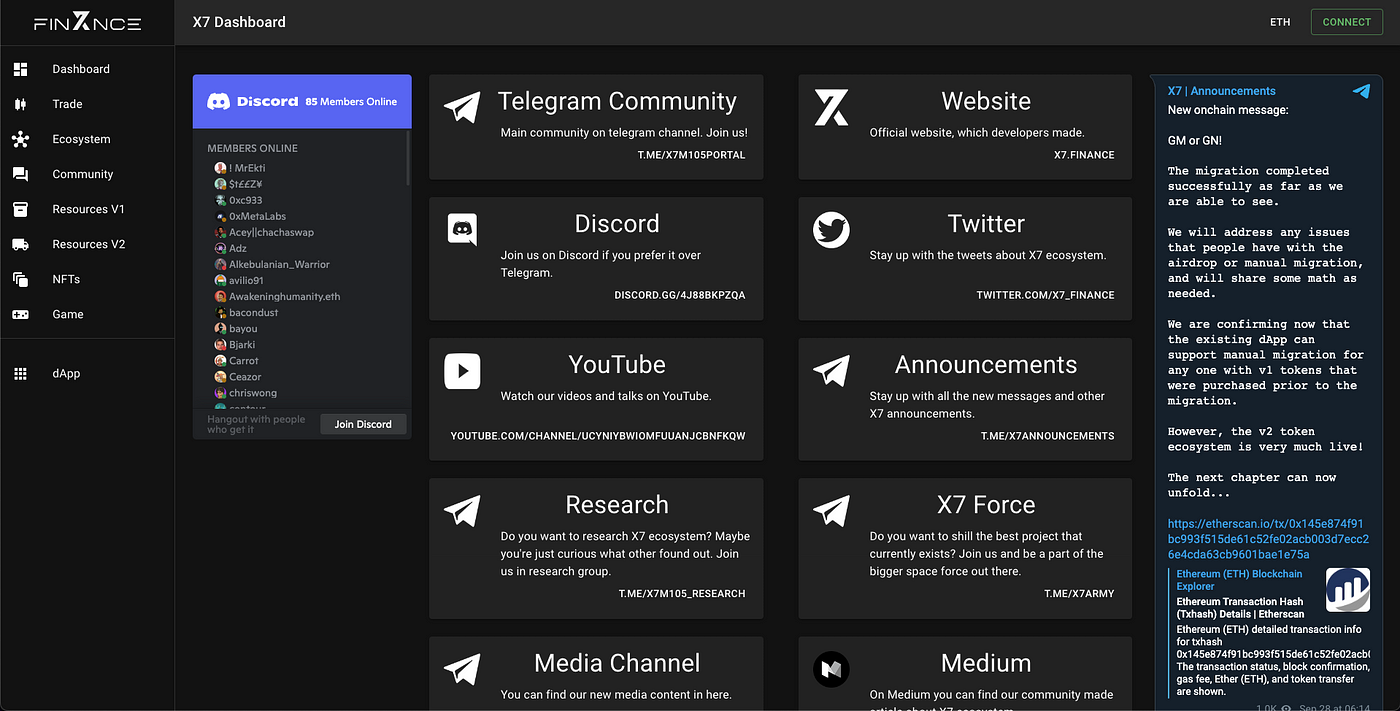 FINANCE
X7 Dashboard
ETH
CONNECT
Dashboard
Trade
Ecosystem
Community
Resources V1
Resources V2
NFTs
Game
dApp
Discord 85 Members Online
MEMBERS ONLINE
! MrEkti
$t££Z¥
0xc933
0xMetaLabs
Acey||chachaswap
Adz
Alkebulanian_Warrior
avilio91
Awakeninghumanity.eth
bacondust
bayou
Bjarki
Carrot
Ceazor
chriswong
Hangout with people
who get it
Join Discord
Telegram Community
Main community on telegram channel. Join us!
T.ME/X7M105PORTAL
Website
Official website, which developers made.
X7.FINANCE
Discord
Join us on Discord if you prefer it over
Telegram.
DISCORD.GG/4J88BKPZQA
Twitter
Stay up with the tweets about X7 ecosystem.
TWITTER.COM/X7_FINANCE
YouTube
Watch our videos and talks on YouTube.
YOUTUBE.COM/CHANNEL/UCYNIYBWIOMFUUANJCBNFKQW
Announcements
Stay up with all the new messages and other
X7 announcements.
T.ME/X7ANNOUNCEMENTS
Research
Do you want to research X7 ecosystem? Maybe
you're just curious what other found out. Join
us in research group.
T.ME/X7M105_RESEARCH
X7 Force
Do you want to shill the best project that
currently exists? Join us and be a part of the
bigger space force out there.
T.ME/X7ARMY
Media Channel
You can find our new media content in here.
Medium
On Medium you can find our community made
article about X7 ecosystem.
X7 | Announcements
New onchain message:
GM or GN!
The migration completed
successfully as far as we
are able to see.
We will address any issues
that people have with the
airdrop or manual migration,
and will share some math as
needed.
We are confirming now that
the existing dApp can
support manual migration for
any one with v1 tokens that
were purchased prior to the
migration.
However, the v2 token
ecosystem is very much live!
The next chapter can now
unfold...
https://etherscan.io/tx/0x145e874f91
bc993f515de61c52fe02acb003d7ecc2
6e4cda63cb9601bae1e75a
Ethereum (ETH) Blockchain
Explorer
Ethereum Transaction Hash
(Txhash) Details | Etherscan
Ethereum (ETH) detailed transaction info
for txhash
0x145e874f91bc993f515de61c52fe02acb
The transaction status, block confirmation,
gas fee, Ether (ETH), and token transfer
are shown.
1.0K Sep 28 at 06:14